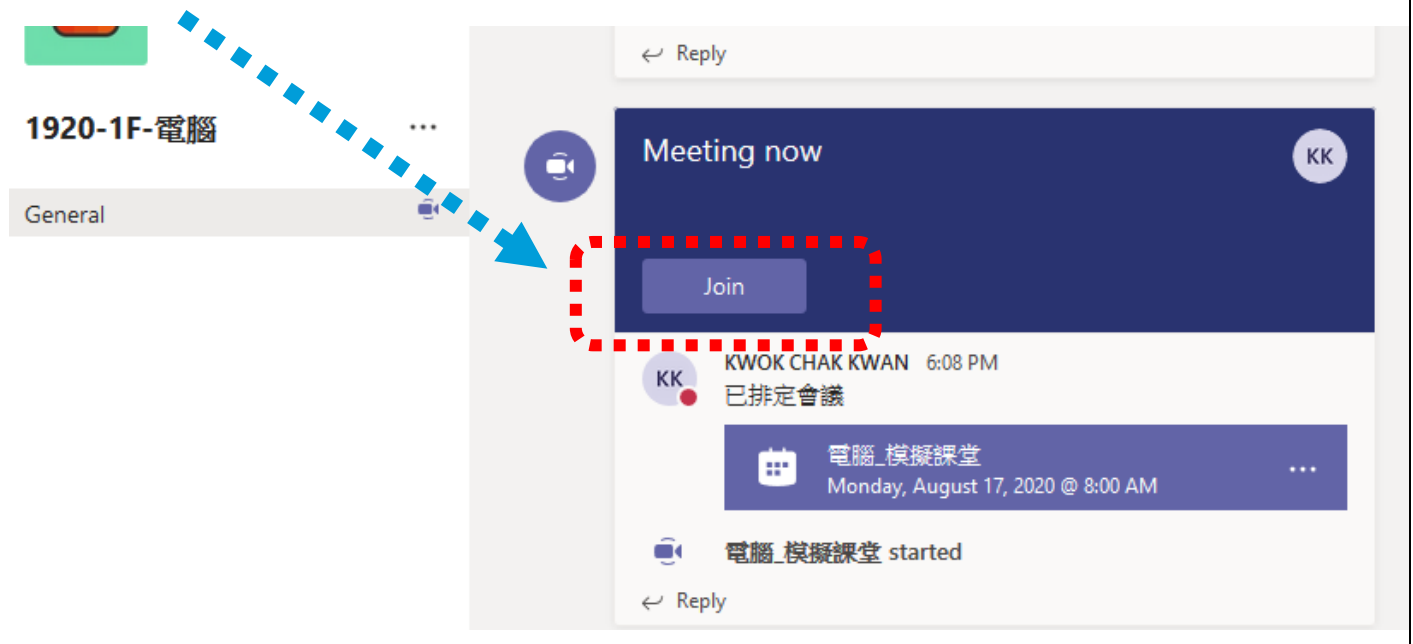 1920-1F-電腦
...
General
Reply
Meeting now
KK
Join
KK
KWOK CHAK KWAN 6:08 PM
已排定會議
電腦_模擬課堂
...
Monday, August 17, 2020 @ 8:00 AM
電腦_模擬課堂 started
Reply